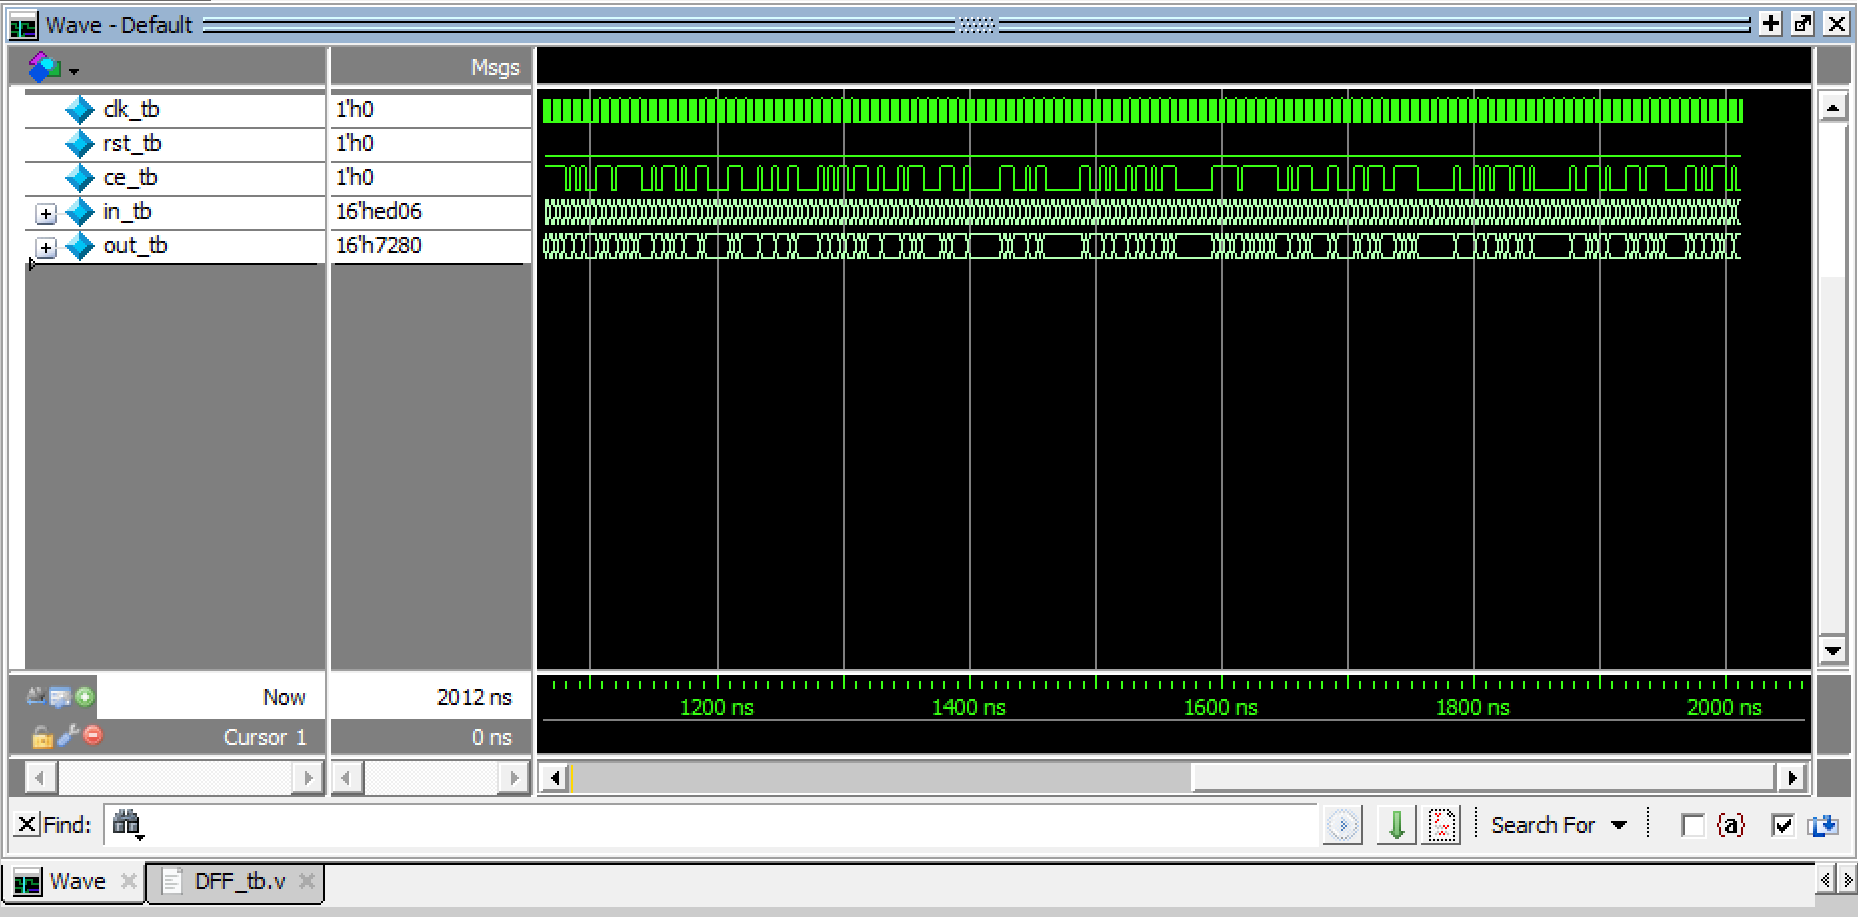 Wave - Default
Msgs
clk_tb 1'h0
rst_tb 1'h0
ce_tb 1'h0
in_tb 16'hed06
out_tb 16'h7280
Now 2012 ns
1200 ns 1400 ns 1600 ns 1800 ns 2000 ns
Cursor 1 0 ns
Find: Search For {a}
Wave DFF_tb.v